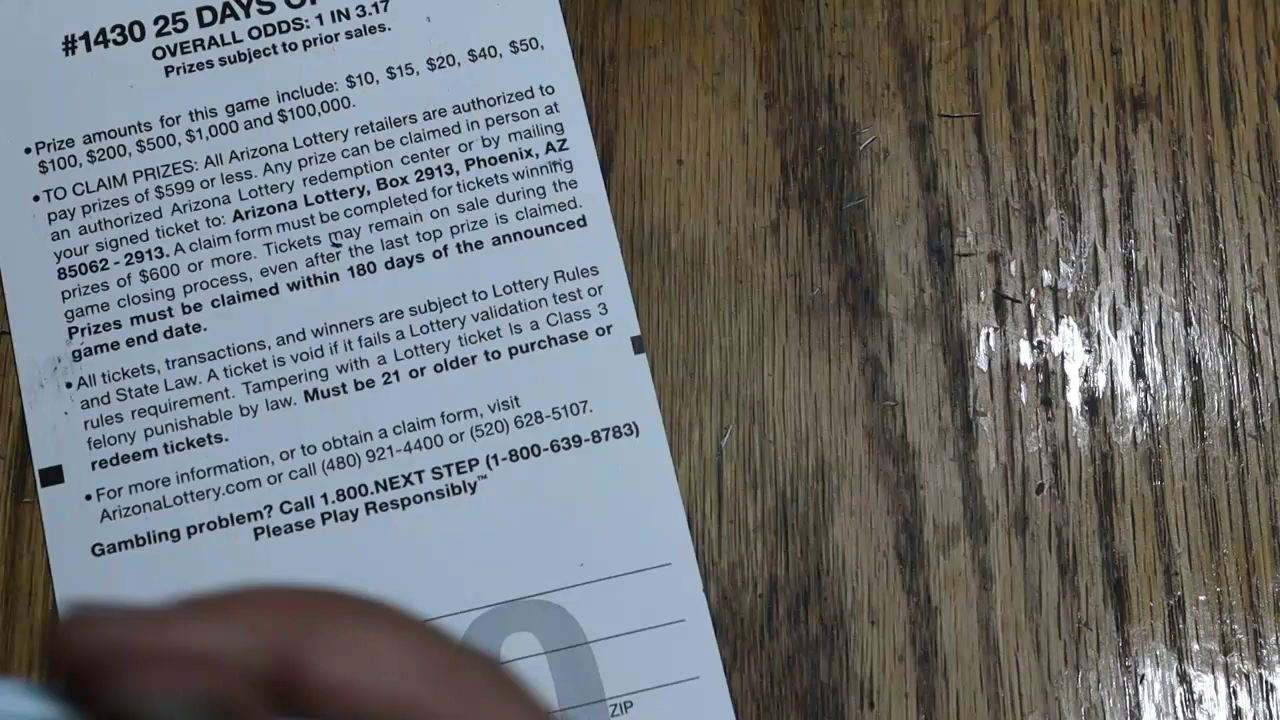 #1430 25 DAYS
OVERALL ODDS: 1 IN 3.17
Prizes subject to prior sales.
•Prize amounts for this game include: $10, $15, $20, $40, $50,
$100, $200, $500, $1,000 and $100,000.
•TO CLAIM PRIZES: All Arizona Lottery retailers are authorized to
pay prizes of $599 or less. Any prize can be claimed in person at
an authorized Arizona Lottery redemption center or by mailing
your signed ticket to: Arizona Lottery, Box 2913, Phoenix, AZ
85062 - 2913. A claim form must be completed for tickets winning
prizes of $600 or more. Tickets may remain on sale during the
game closing process, even after the last top prize is claimed.
Prizes must be claimed within 180 days of the announced
game end date.
•All tickets, transactions, and winners are subject to Lottery Rules
and State Law. A ticket is void if it fails a Lottery validation test or
rules requirement. Tampering with a Lottery ticket Is a Class 3
felony punishable by law. Must be 21 or older to purchase or
redeem tickets.
•For more information, or to obtain a claim form, visit
ArizonaLottery.com or call (480) 921-4400 or (520) 628-5107.
Gambling problem? Call 1.800.NEXT STEP (1-800-639-8783)
Please Play Responsibly™
ZIP